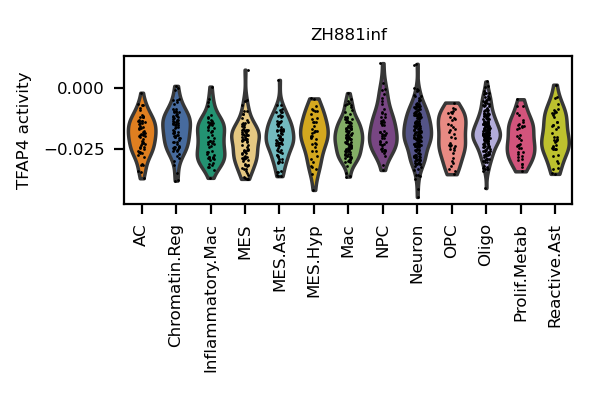 ZH881inf
TFAP4 activity
0.000
−0.025
AC
Chromatin.Reg
Inflammatory.Mac
MES
MES.Ast
MES.Hyp
Mac
NPC
Neuron
OPC
Oligo
Prolif.Metab
Reactive.Ast